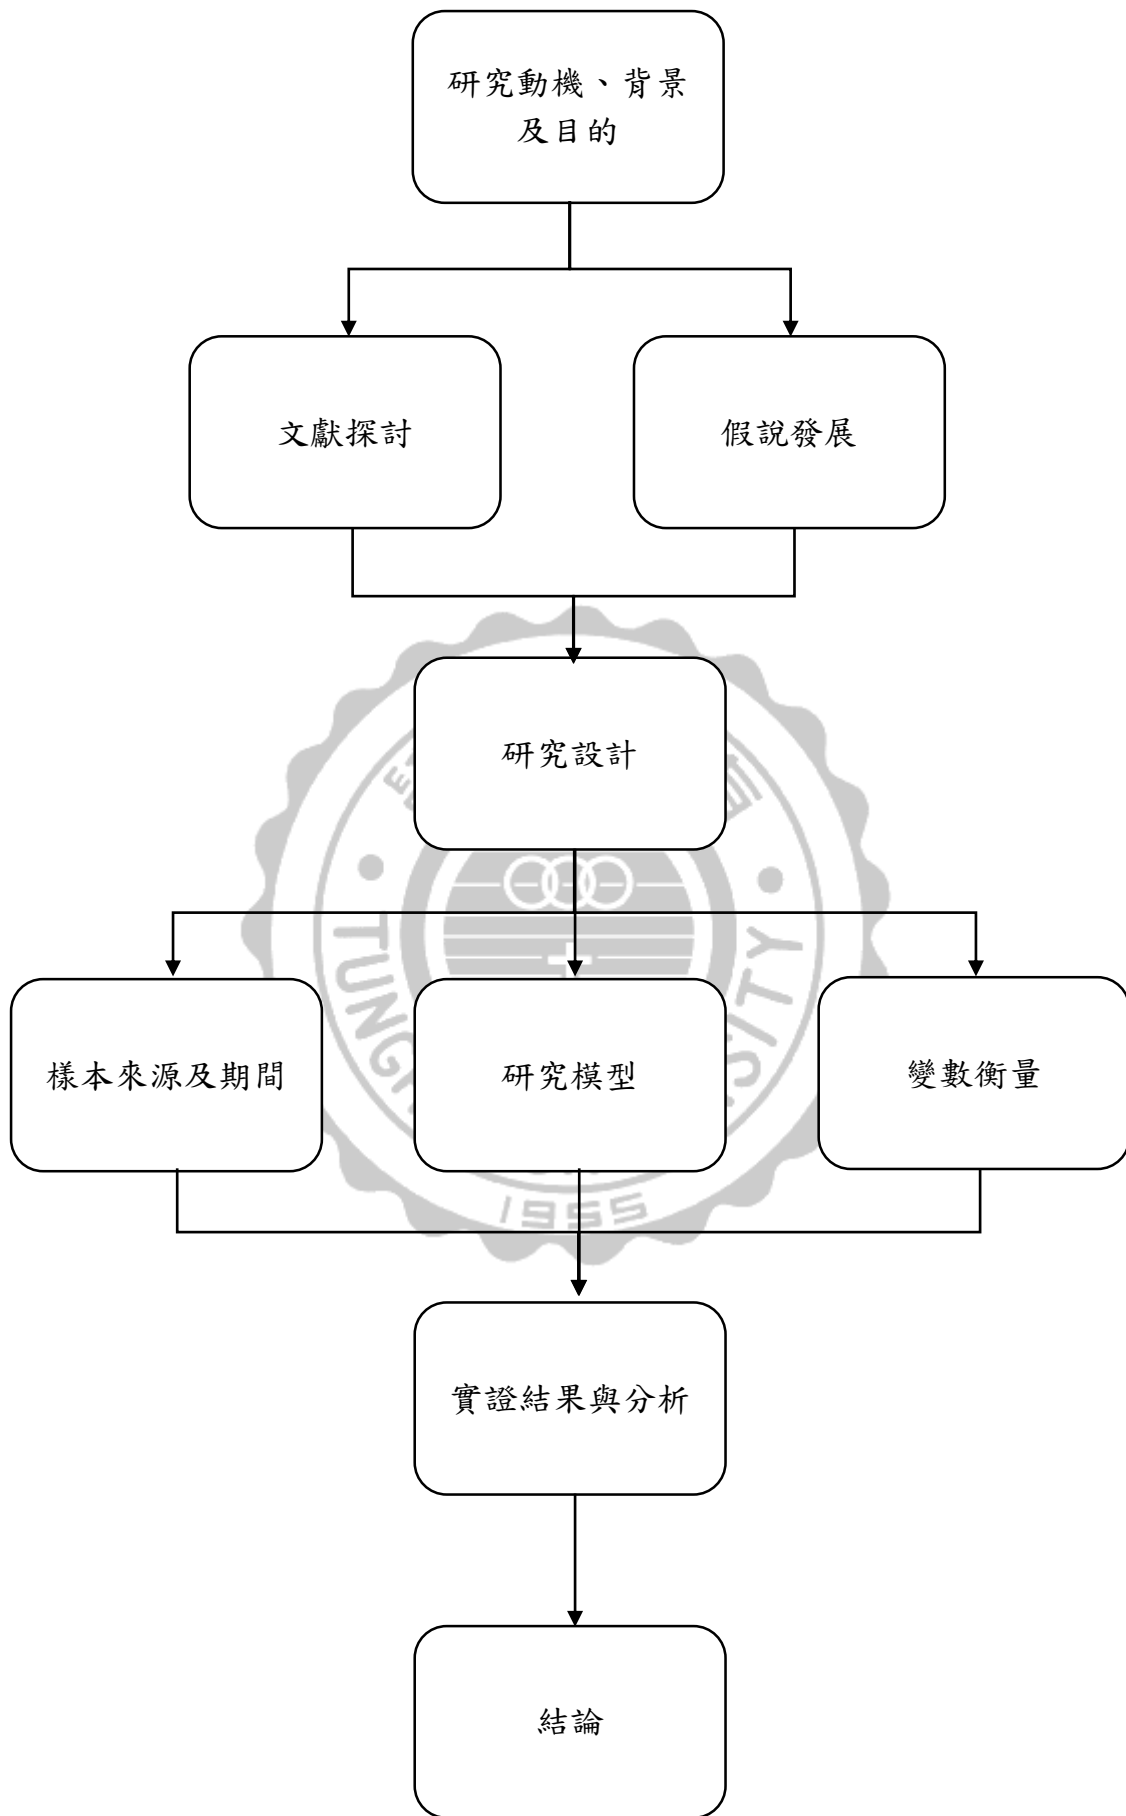 研究動機、背景
及目的
文獻探討
假說發展
研究設計
樣本來源及期間
研究模型
變數衡量
實證結果與分析
結論
1955